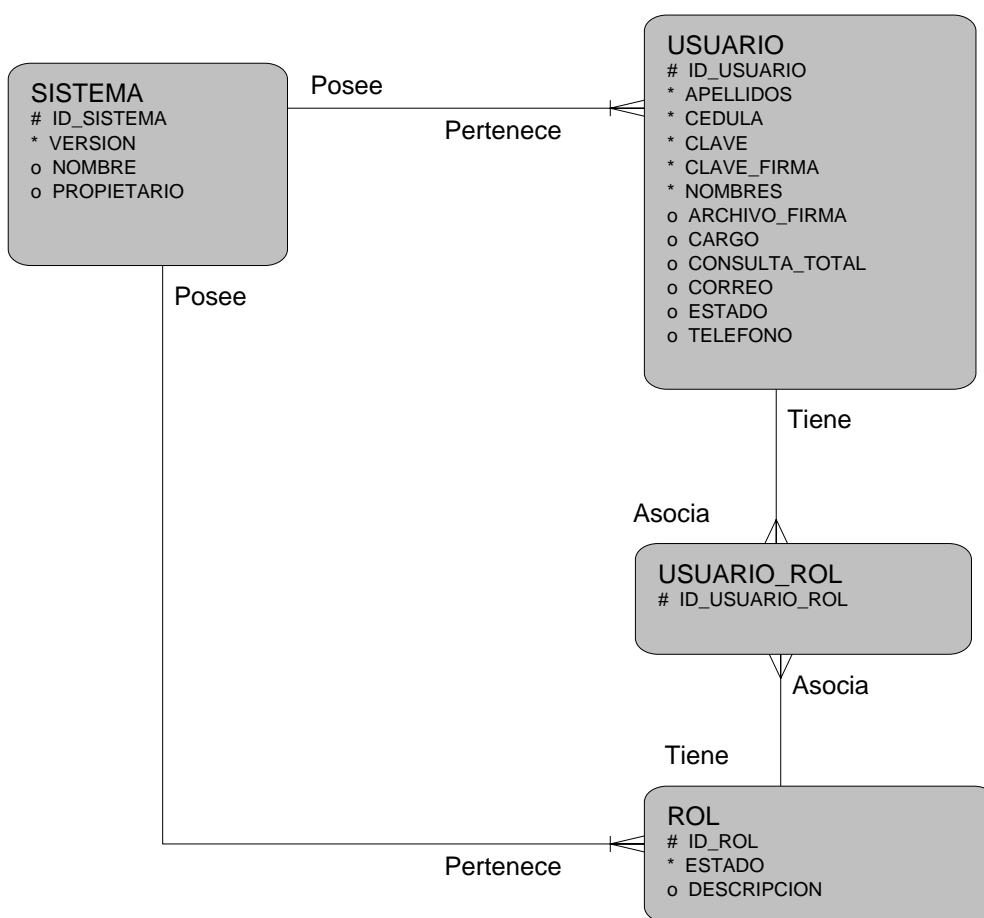 SISTEMA
# ID_SISTEMA
* VERSION
o NOMBRE
o PROPIETARIO
Posee
Pertenece
USUARIO
# ID_USUARIO
* APELLIDOS
* CEDULA
* CLAVE
* CLAVE_FIRMA
* NOMBRES
o ARCHIVO_FIRMA
o CARGO
o CONSULTA_TOTAL
o CORREO
o ESTADO
o TELEFONO
Posee
Tiene
Asocia
USUARIO_ROL
# ID_USUARIO_ROL
Asocia
Tiene
Pertenece
ROL
# ID_ROL
* ESTADO
o DESCRIPCION